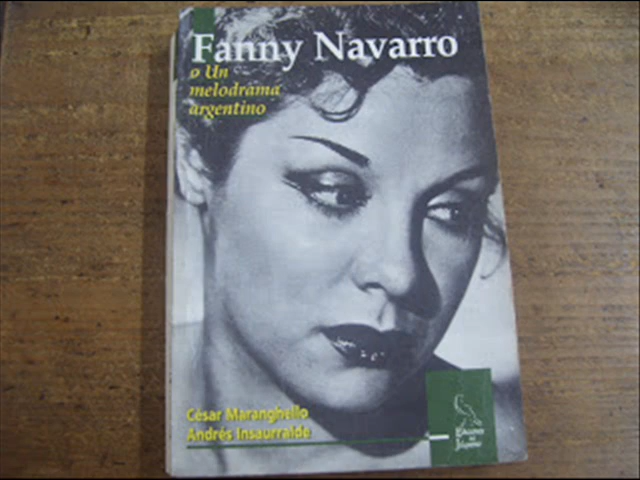 Fanny Navarro
o Un
melodrama
argentino
César Maranghello
Andrés Insaurralde